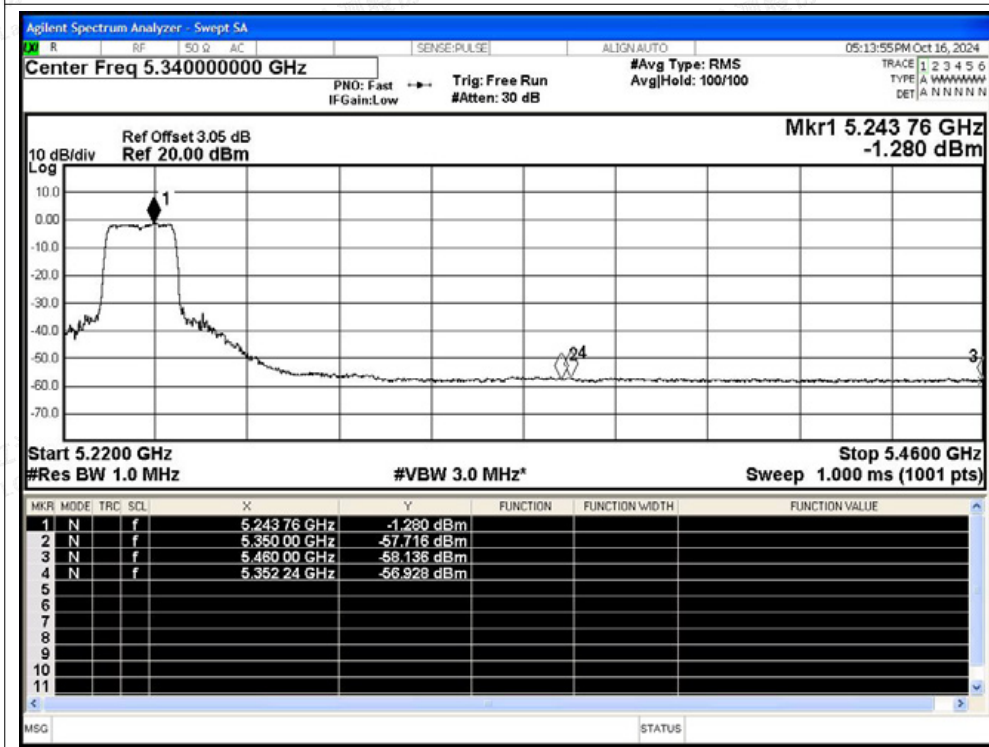 Agilent Spectrum Analyzer - Swept SA
LXI R RF 50 Ω AC SENSE:PULSE ALIGN AUTO 05:13:55 PM Oct 16, 2024
Center Freq 5.340000000 GHz #Avg Type: RMS TRACE 1 2 3 4 5 6
PNO: Fast Trig: Free Run Avg|Hold: 100/100 TYPE A WWWWW
IFGain:Low #Atten: 30 dB DET A N N N N N
Mkr1 5.243 76 GHz
Ref Offset 3.05 dB
10 dB/div Ref 20.00 dBm -1.280 dBm
Log
10.0
1
0.00
-10.0
-20.0
-30.0
-40.0
24 3
-50.0
-60.0
-70.0
Start 5.2200 GHz Stop 5.4600 GHz
#Res BW 1.0 MHz #VBW 3.0 MHz* Sweep 1.000 ms (1001 pts)
MKR MODE TRC SCL X Y FUNCTION FUNCTION WIDTH FUNCTION VALUE
1 N f 5.243 76 GHz -1.280 dBm
2 N f 5.350 00 GHz -57.716 dBm
3 N f 5.460 00 GHz -58.136 dBm
4 N f 5.352 24 GHz -56.928 dBm
5
6
7
8
9
10
11
MSG STATUS